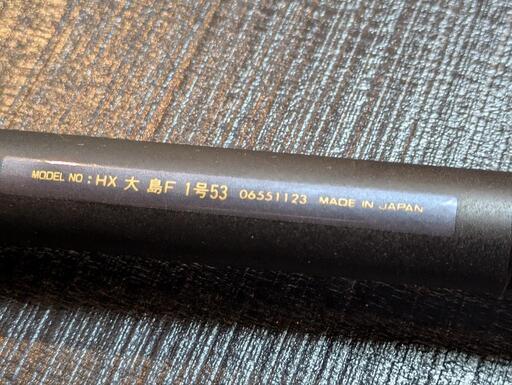 MODEL NO : HX 大 島F 1号53 06551123 MADE IN JAPAN